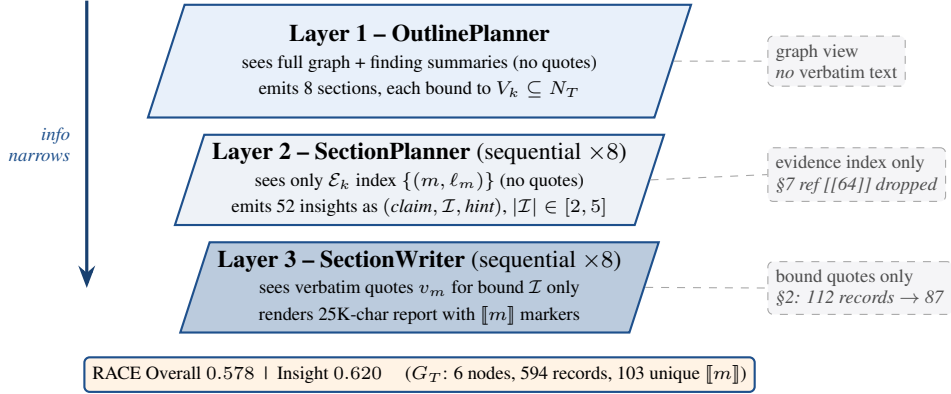 Layer 1 – OutlinePlanner
sees full graph + finding summaries (no quotes)
emits 8 sections, each bound to V_k ⊆ N_T
graph view
no verbatim text
info
narrows
Layer 2 – SectionPlanner (sequential ×8)
sees only ℰ_k index {(m, ℓ_m)} (no quotes)
emits 52 insights as (claim, ℐ, hint), |ℐ| ∈ [2, 5]
evidence index only
§7 ref [[64]] dropped
Layer 3 – SectionWriter (sequential ×8)
sees verbatim quotes v_m for bound ℐ only
renders 25K-char report with ⟦m⟧ markers
bound quotes only
§2: 112 records → 87
RACE Overall 0.578 | Insight 0.620 (G_T: 6 nodes, 594 records, 103 unique ⟦m⟧)